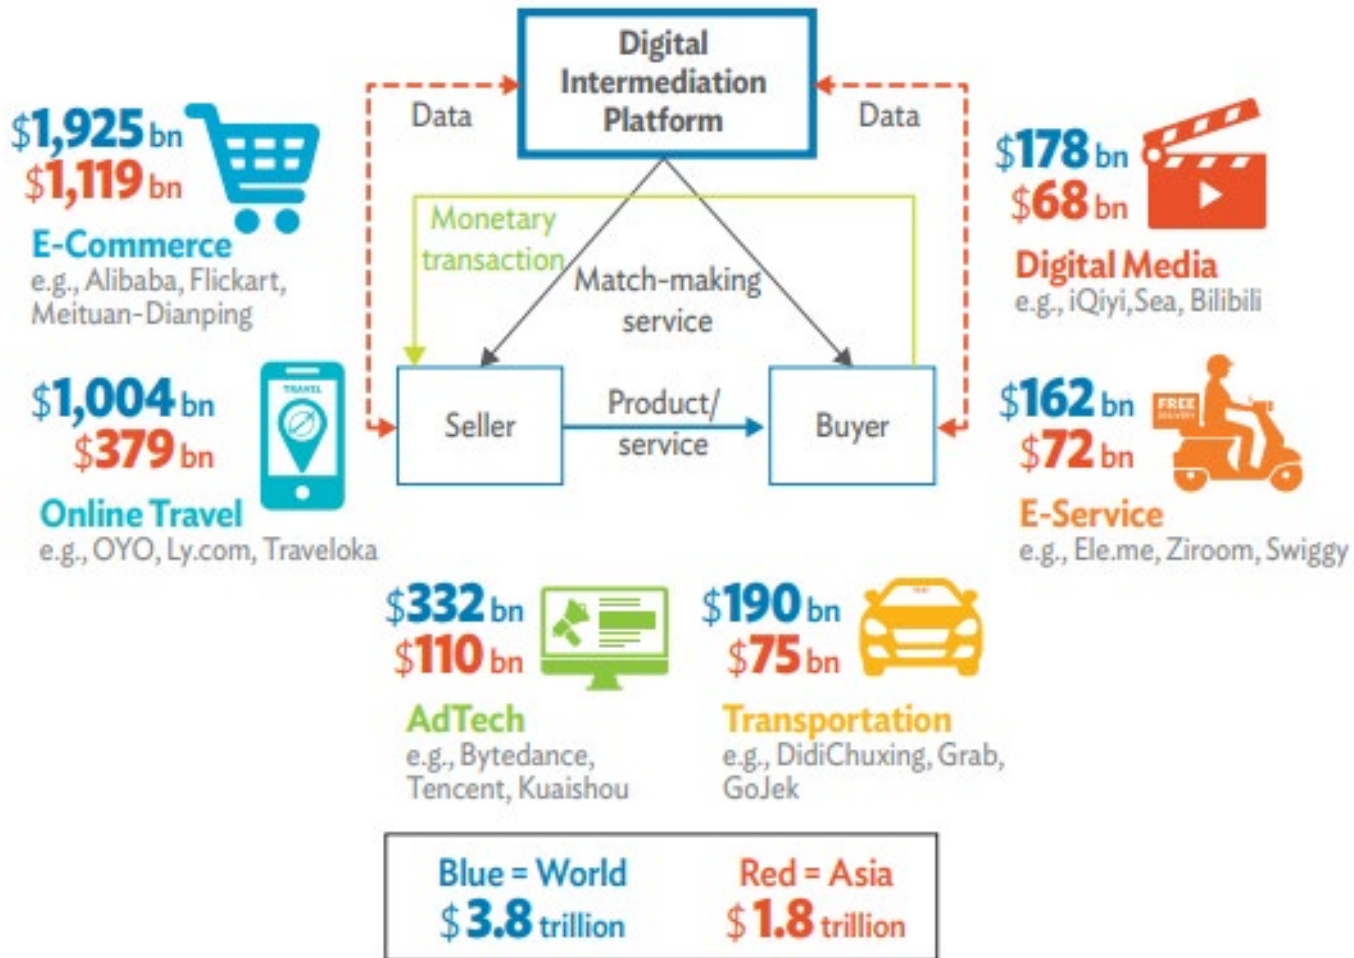 Digital
Intermediation
Platform
Data
Data
$1,925 bn
$1,119 bn
E-Commerce
e.g., Alibaba, Flickart,
Meituan-Dianping
$178 bn
$68 bn
Digital Media
e.g., iQiyi, Sea, Bilibili
Monetary
transaction
Match-making
service
$1,004 bn
$379 bn
TRAVEL
Online Travel
e.g., OYO, Ly.com, Traveloka
Seller
Product/
service
Buyer
$162 bn
$72 bn
FREE
DELIVERY
E-Service
e.g., Ele.me, Ziroom, Swiggy
$332 bn
$110 bn
AdTech
e.g., Bytedance,
Tencent, Kuaishou
$190 bn
$75 bn
Transportation
e.g., DidiChuxing, Grab,
GoJek
Blue = World
$ 3.8 trillion
Red = Asia
$ 1.8 trillion